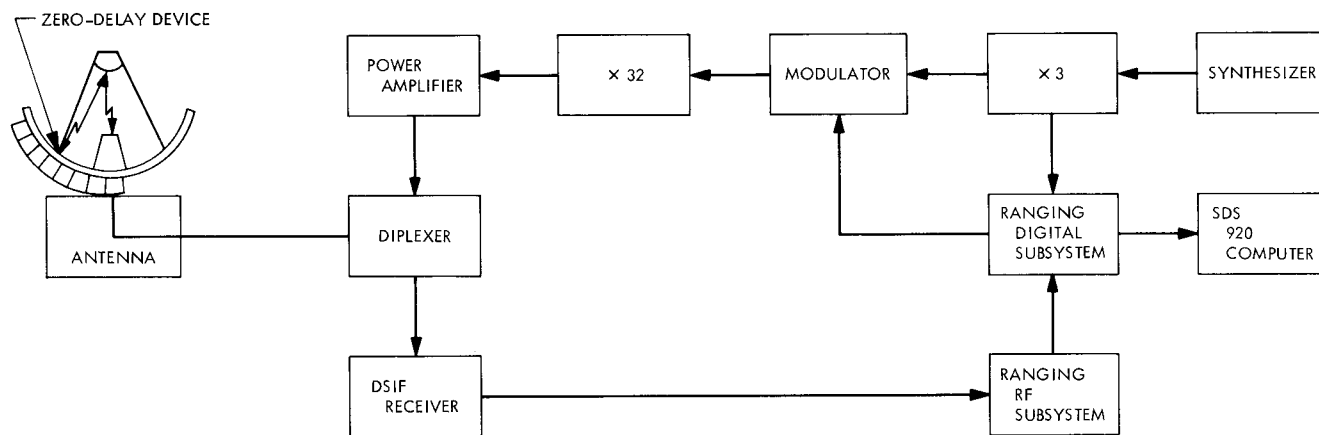 ZERO-DELAY DEVICE
POWER
AMPLIFIER
× 32
MODULATOR
× 3
SYNTHESIZER
ANTENNA
DIPLEXER
RANGING
DIGITAL
SUBSYSTEM
SDS
920
COMPUTER
DSIF
RECEIVER
RANGING
RF
SUBSYSTEM